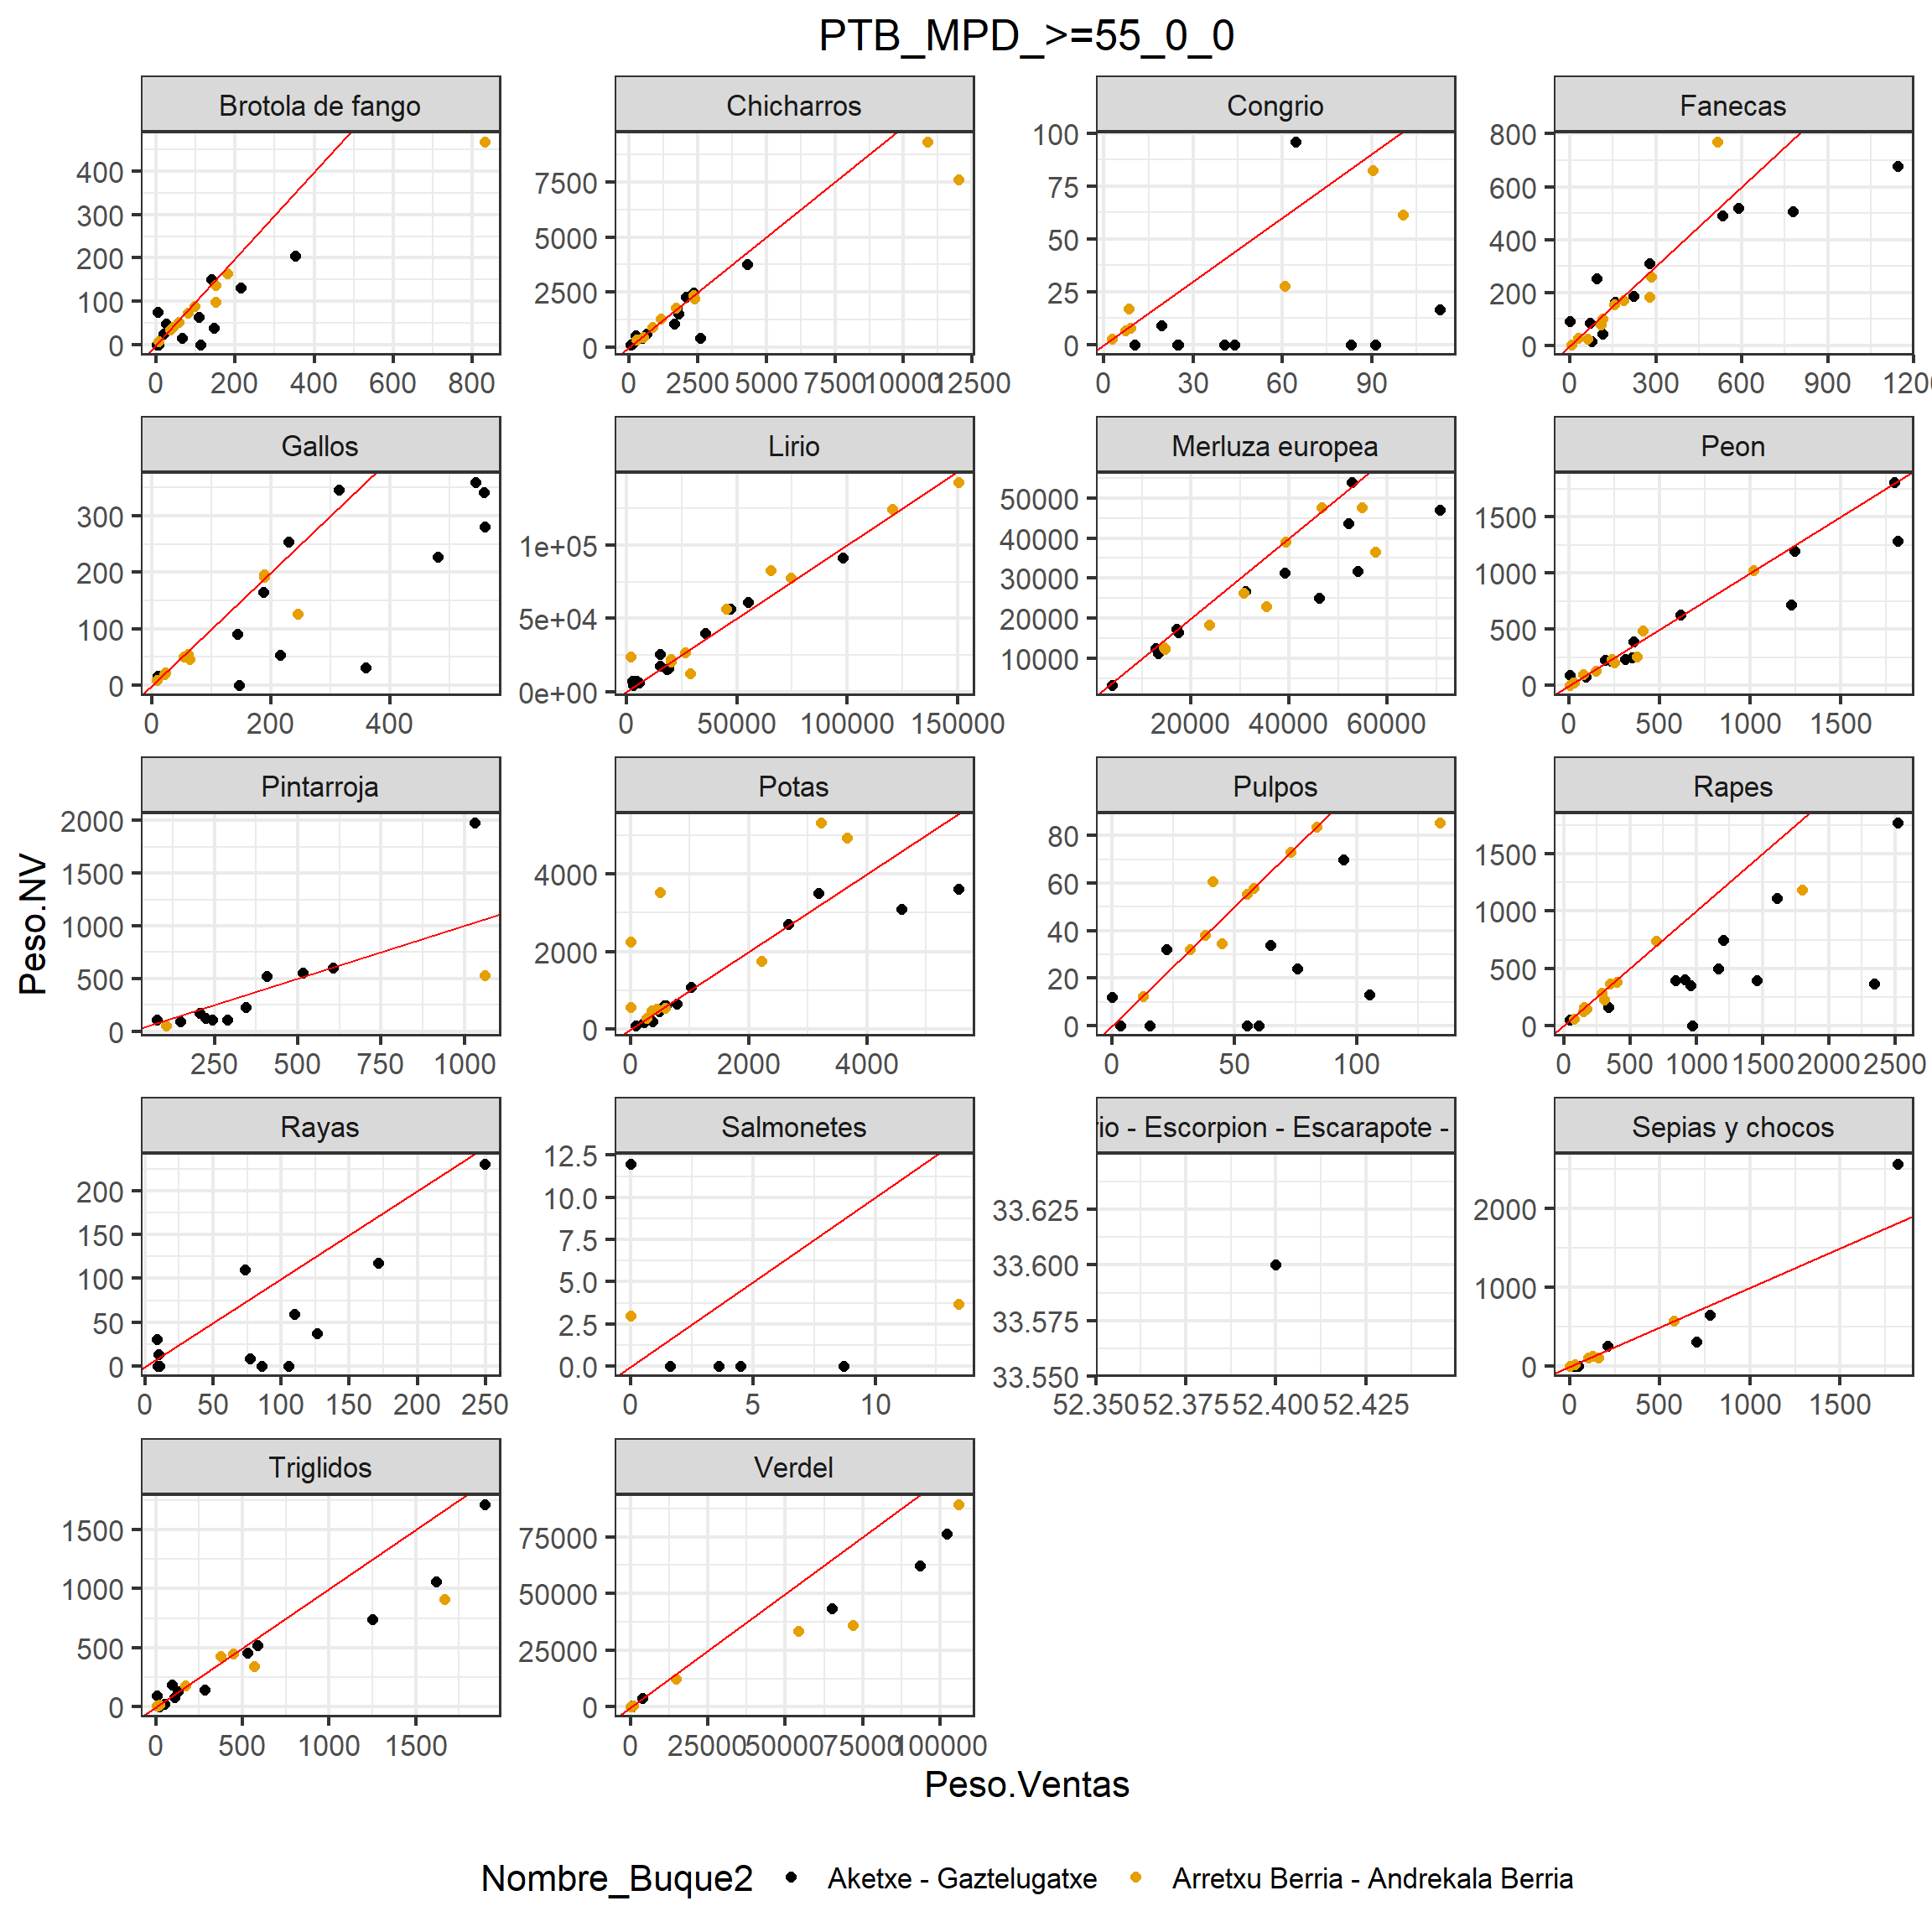 PTB_MPD_>=55_0_0
Brotola de fango
Chicharros
Congrio
Fanecas
400
300
200
100
0
0 200 400 600 800
7500
5000
2500
0
0 2500 5000 7500 10000 12500
100
75
50
25
0
0 30 60 90
800
600
400
200
0
0 300 600 900 120
Gallos
Lirio
Merluza europea
Peon
300
200
100
0
0 200 400
1e+05
5e+04
0e+00
0 50000 100000 150000
50000
40000
30000
20000
10000
20000 40000 60000
1500
1000
500
0
0 500 1000 1500
Pintarroja
Potas
Pulpos
Rapes
2000
1500
1000
500
0
250 500 750 1000
4000
2000
0
0 2000 4000
80
60
40
20
0
0 50 100
1500
1000
500
0
0 500 1000 1500 2000 2500
Rayas
Salmonetes
rio - Escorpion - Escarapote -
Sepias y chocos
200
150
100
50
0
0 50 100 150 200 250
12.5
10.0
7.5
5.0
2.5
0.0
0 5 10
33.625
33.600
33.575
33.550
52.350 52.375 52.400 52.425
2000
1000
0
0 500 1000 1500
Triglidos
Verdel
1500
1000
500
0
0 500 1000 1500
75000
50000
25000
0
0 25000 50000 75000 100000
Peso.NV
Peso.Ventas
Nombre_Buque2 Aketxe - Gaztelugatxe Arretxu Berria - Andrekala Berria